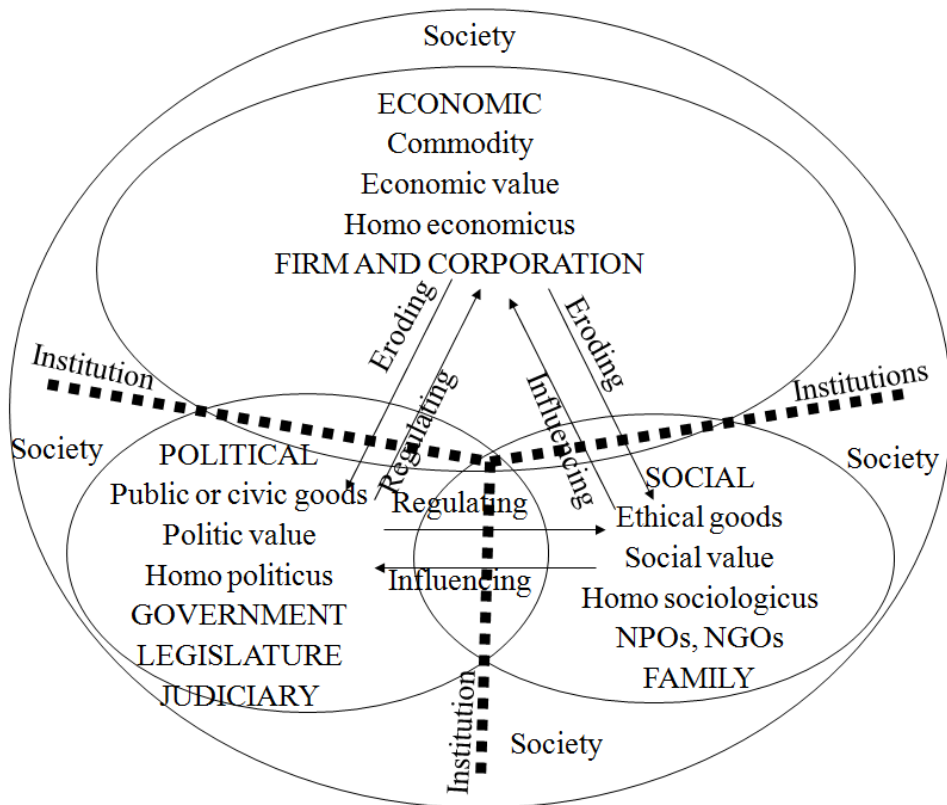 Society
ECONOMIC
Commodity
Economic value
Homo economicus
FIRM AND CORPORATION
Eroding
Eroding
Institution
Regulating
Influencing
Institutions
Society
POLITICAL
Public or civic goods
Politic value
Homo politicus
GOVERNMENT
LEGISLATURE
JUDICIARY
Regulating
Influencing
Society
SOCIAL
Ethical goods
Social value
Homo sociologicus
NPOs, NGOs
FAMILY
Institution
Society